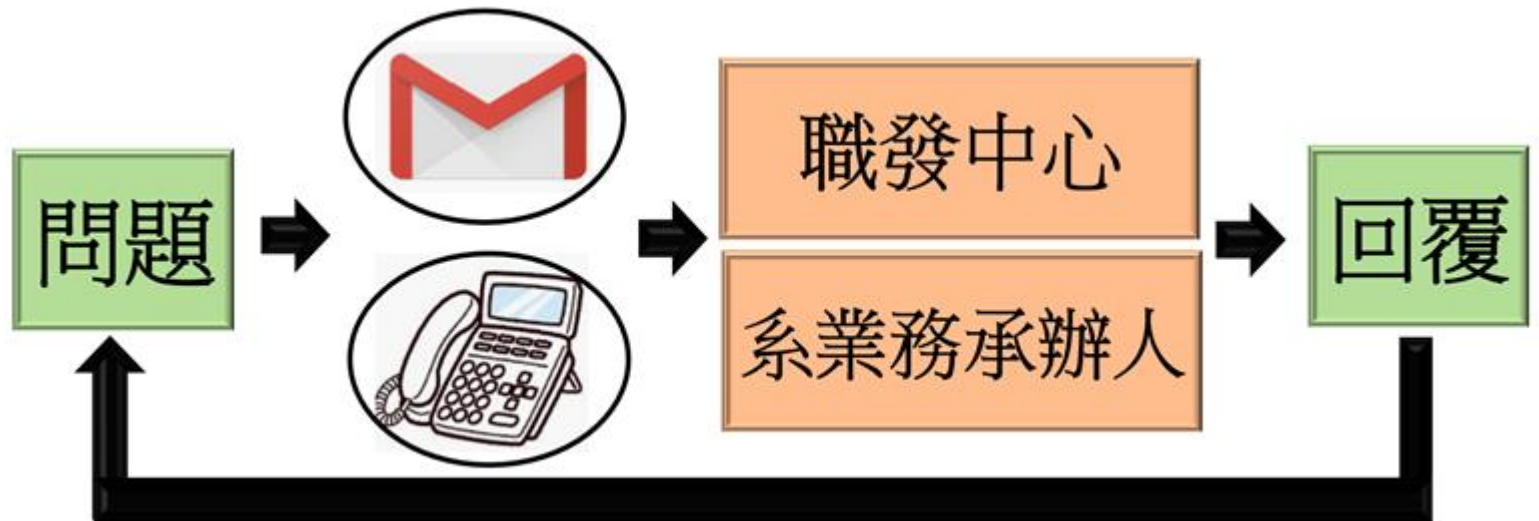 問題
職發中心
系業務承辦人
回覆